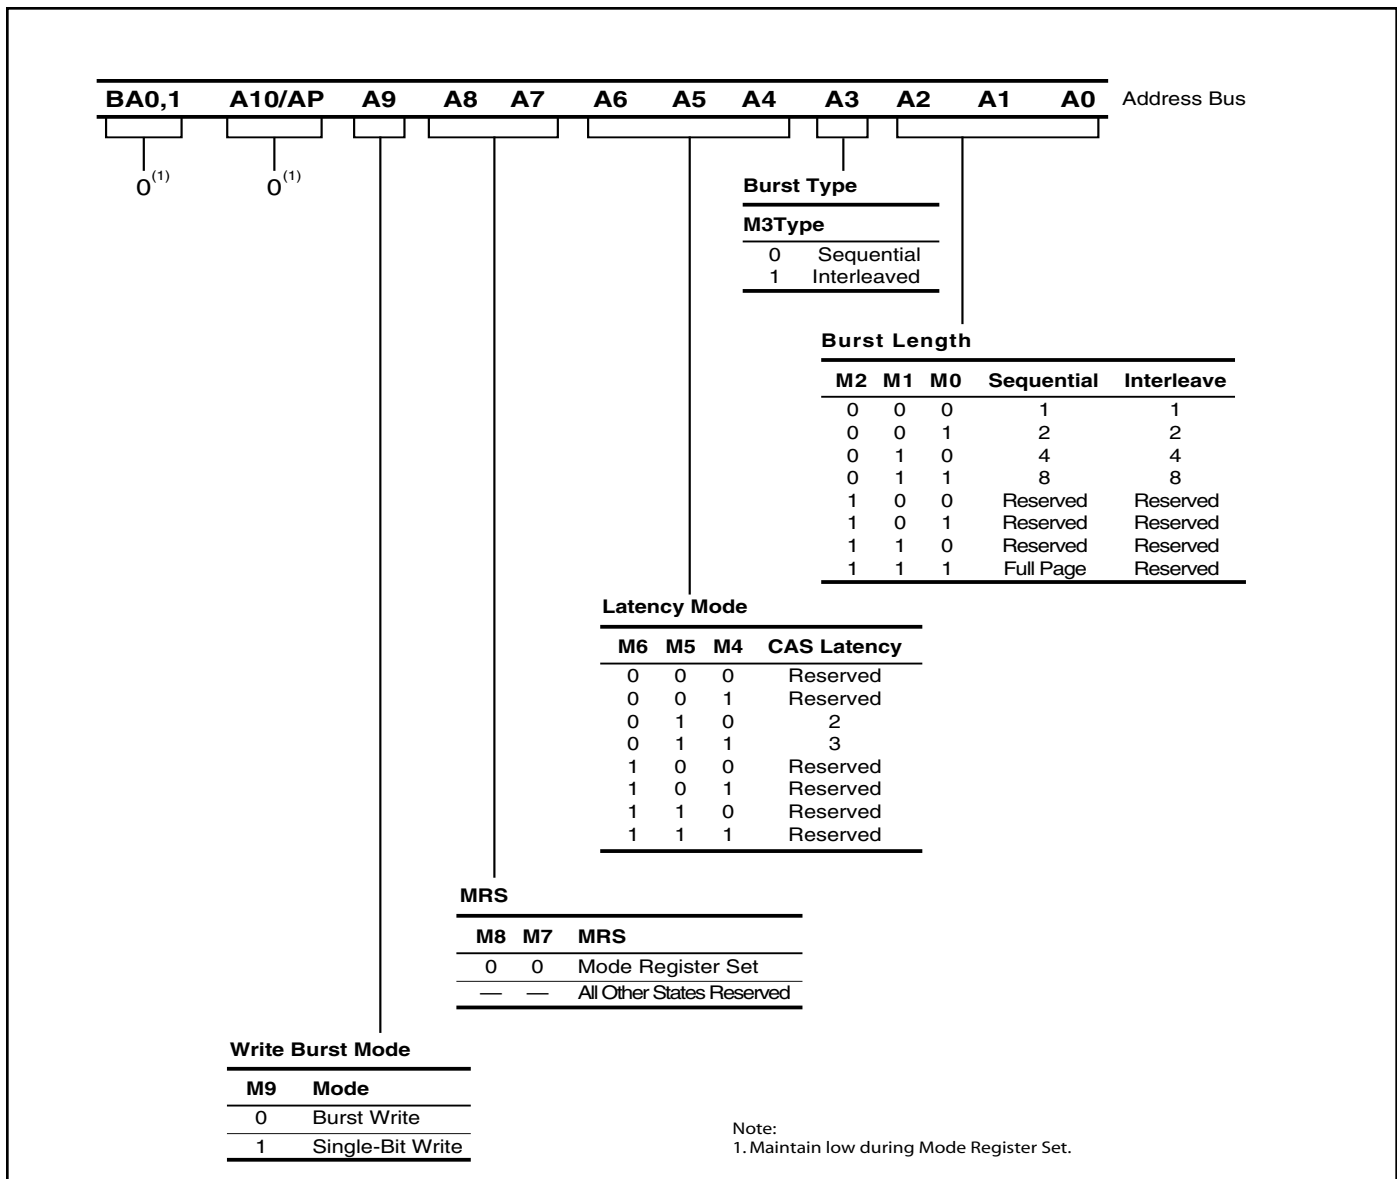 BA0,1 A10/AP A9 A8 A7 A6 A5 A4 A3 A2 A1 A0 Address Bus
0(1) 0(1)
Burst Type
M3Type
0 Sequential
1 Interleaved
Burst Length
M2 M1 M0 Sequential Interleave
0 0 0 1 1
0 0 1 2 2
0 1 0 4 4
0 1 1 8 8
1 0 0 Reserved Reserved
1 0 1 Reserved Reserved
1 1 0 Reserved Reserved
1 1 1 Full Page Reserved
Latency Mode
M6 M5 M4 CAS Latency
0 0 0 Reserved
0 0 1 Reserved
0 1 0 2
0 1 1 3
1 0 0 Reserved
1 0 1 Reserved
1 1 0 Reserved
1 1 1 Reserved
MRS
M8 M7 MRS
0 0 Mode Register Set
— — All Other States Reserved
Write Burst Mode
M9 Mode
0 Burst Write
1 Single-Bit Write
Note:
1. Maintain low during Mode Register Set.